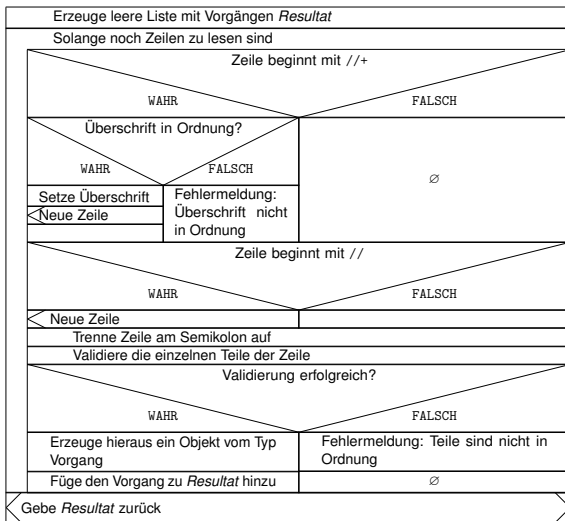 Erzeuge leere Liste mit Vorgängen Resultat
Solange noch Zeilen zu lesen sind
Zeile beginnt mit //+
WAHR
FALSCH
Überschrift in Ordnung?
WAHR
FALSCH
∅
Setze Überschrift
Neue Zeile
Fehlermeldung:
Überschrift nicht
in Ordnung
Zeile beginnt mit //
WAHR
FALSCH
Neue Zeile
Trenne Zeile am Semikolon auf
Validiere die einzelnen Teile der Zeile
Validierung erfolgreich?
WAHR
FALSCH
Erzeuge hieraus ein Objekt vom Typ
Vorgang
Fehlermeldung: Teile sind nicht in
Ordnung
Füge den Vorgang zu Resultat hinzu
∅
Gebe Resultat zurück